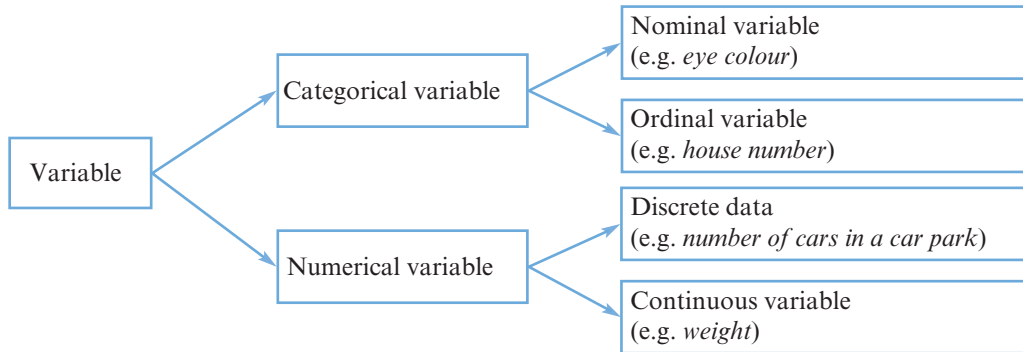 Variable
Categorical variable
Nominal variable
(e.g. eye colour)
Ordinal variable
(e.g. house number)
Numerical variable
Discrete data
(e.g. number of cars in a car park)
Continuous variable
(e.g. weight)